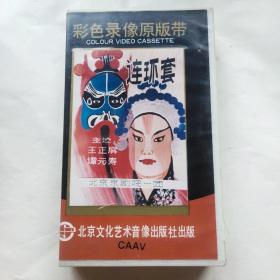 彩色录像原版带
COLOUR VIDEO CASSETTE
连环套
主演
王正屏
谭元寿
北京京剧院一团
北京文化艺术音像出版社出版
CAAV